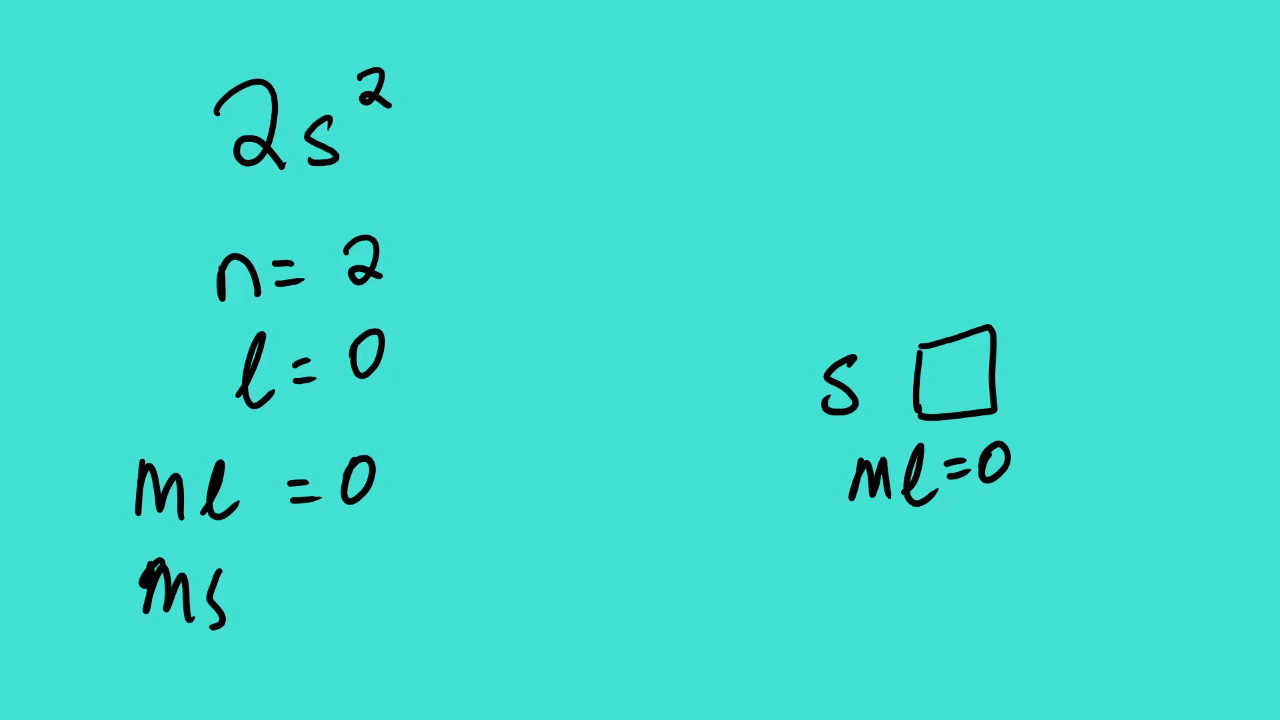 2s²
n= 2
l= 0
ml =0
ms
s
ml=0